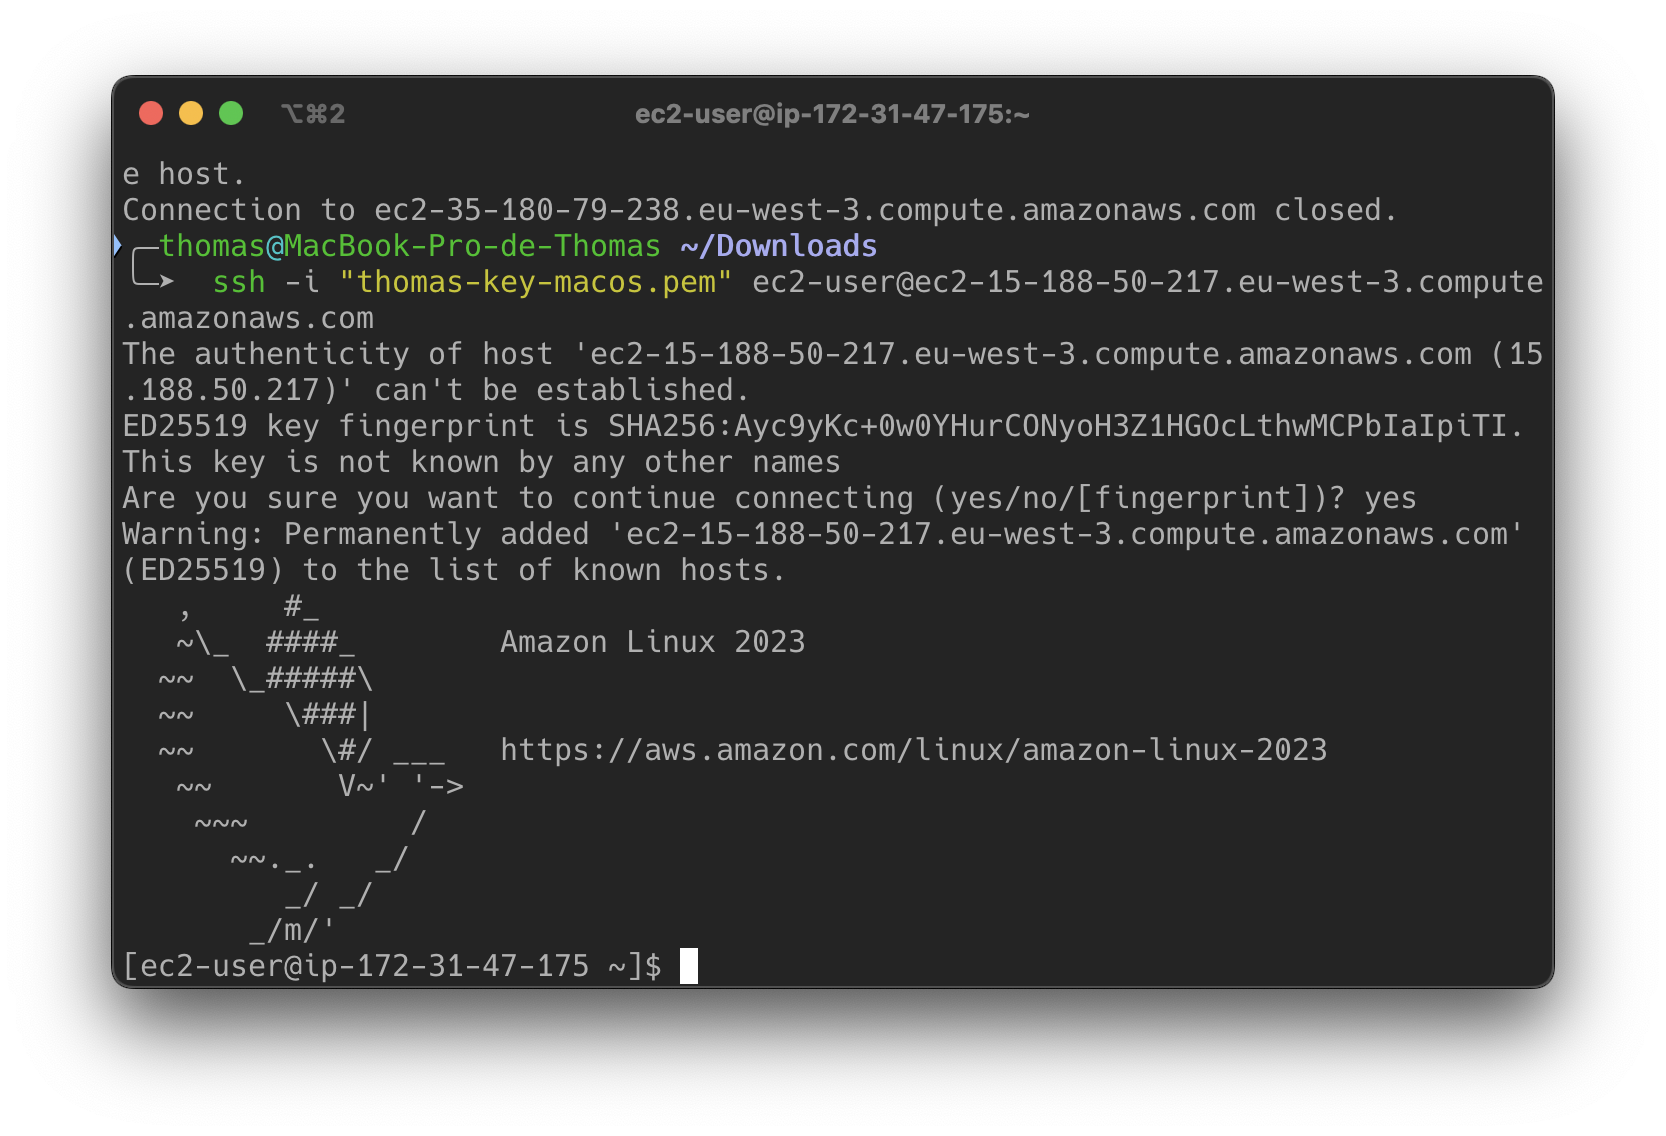 ⌥⌘2 ec2-user@ip-172-31-47-175:~
e host.
Connection to ec2-35-180-79-238.eu-west-3.compute.amazonaws.com closed.
╭─thomas@MacBook-Pro-de-Thomas ~/Downloads
╰─➤  ssh -i "thomas-key-macos.pem" ec2-user@ec2-15-188-50-217.eu-west-3.compute
.amazonaws.com
The authenticity of host 'ec2-15-188-50-217.eu-west-3.compute.amazonaws.com (15
.188.50.217)' can't be established.
ED25519 key fingerprint is SHA256:Ayc9yKc+0w0YHurCONyoH3Z1HGOcLthwMCPbIaIpiTI.
This key is not known by any other names
Are you sure you want to continue connecting (yes/no/[fingerprint])? yes
Warning: Permanently added 'ec2-15-188-50-217.eu-west-3.compute.amazonaws.com'
(ED25519) to the list of known hosts.
   ,     #_
   ~\_  ####_        Amazon Linux 2023
  ~~  \_#####\
  ~~     \###|
  ~~       \#/ ___   https://aws.amazon.com/linux/amazon-linux-2023
   ~~       V~' '->
    ~~~         /
      ~~._.   _/
         _/ _/
       _/m/'
[ec2-user@ip-172-31-47-175 ~]$